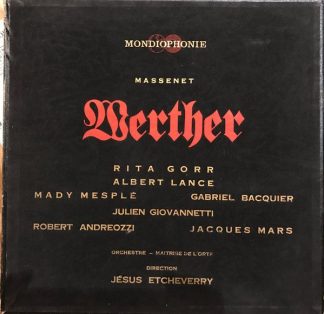 MONDIOPHONIE
MASSENET
Werther
RITA GORR
ALBERT LANCE
MADY MESPLÉ GABRIEL BACQUIER
JULIEN GIOVANNETTI
ROBERT ANDREOZZI JACQUES MARS
ORCHESTRE - MAITRISE DE L'ORTF
DIRECTION
JÉSUS ETCHEVERRY